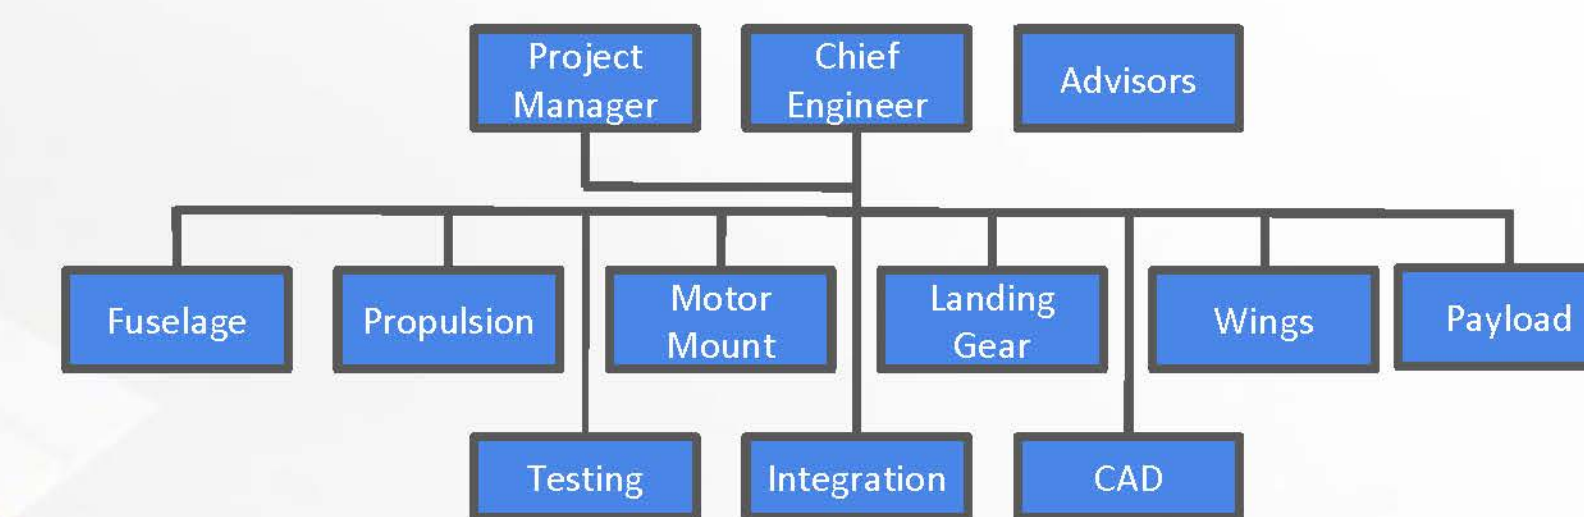 Project
Manager
Chief
Engineer
Advisors
Fuselage
Propulsion
Motor
Mount
Landing
Gear
Wings
Payload
Testing
Integration
CAD